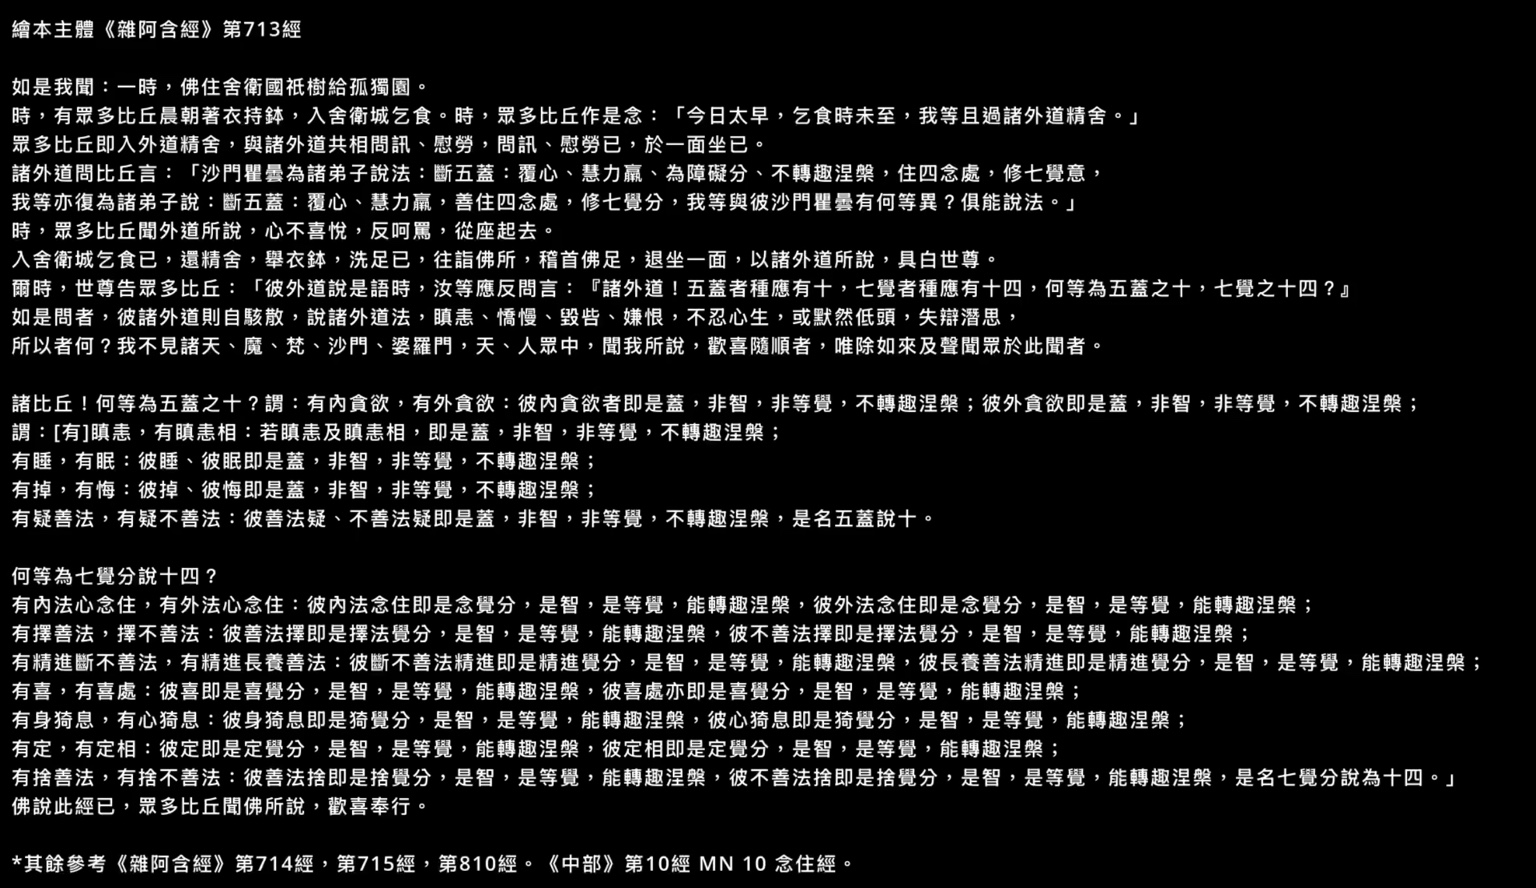 繪本主體《雜阿含經》第713經
如是我聞：一時，佛住舍衛國祇樹給孤獨園。
時，有眾多比丘晨朝著衣持鉢，入舍衛城乞食。時，眾多比丘作是念：「今日太早，乞食時未至，我等且過諸外道精舍。」
眾多比丘即入外道精舍，與諸外道共相問訊、慰勞，問訊、慰勞已，於一面坐已。
諸外道問比丘言：「沙門瞿曇為諸弟子說法：斷五蓋：覆心、慧力羸、為障礙分、不轉趣涅槃，住四念處，修七覺意，
我等亦復為諸弟子說：斷五蓋：覆心、慧力羸，善住四念處，修七覺分，我等與彼沙門瞿曇有何等異？俱能說法。」
時，眾多比丘聞外道所說，心不喜悅，反呵罵，從座起去。
入舍衛城乞食已，還精舍，舉衣鉢，洗足已，往詣佛所，稽首佛足，退坐一面，以諸外道所說，具白世尊。
爾時，世尊告眾多比丘：「彼外道說是語時，汝等應反問言：『諸外道！五蓋者種應有十，七覺者種應有十四，何等為五蓋之十，七覺之十四？』
如是問者，彼諸外道則自駭散，說諸外道法，瞋恚、憍慢、毀呰、嫌恨，不忍心生，或默然低頭，失辯潛思，
所以者何？我不見諸天、魔、梵、沙門、婆羅門，天、人眾中，聞我所說，歡喜隨順者，唯除如來及聲聞眾於此聞者。
諸比丘！何等為五蓋之十？謂：有內貪欲，有外貪欲：彼內貪欲者即是蓋，非智，非等覺，不轉趣涅槃；彼外貪欲即是蓋，非智，非等覺，不轉趣涅槃；
謂：[有]瞋恚，有瞋恚相：若瞋恚及瞋恚相，即是蓋，非智，非等覺，不轉趣涅槃；
有睡，有眠：彼睡、彼眠即是蓋，非智，非等覺，不轉趣涅槃；
有掉，有悔：彼掉、彼悔即是蓋，非智，非等覺，不轉趣涅槃；
有疑善法，有疑不善法：彼善法疑、不善法疑即是蓋，非智，非等覺，不轉趣涅槃，是名五蓋說十。
何等為七覺分說十四？
有內法心念住，有外法心念住：彼內法念住即是念覺分，是智，是等覺，能轉趣涅槃，彼外法念住即是念覺分，是智，是等覺，能轉趣涅槃；
有擇善法，擇不善法：彼善法擇即是擇法覺分，是智，是等覺，能轉趣涅槃，彼不善法擇即是擇法覺分，是智，是等覺，能轉趣涅槃；
有精進斷不善法，有精進長養善法：彼斷不善法精進即是精進覺分，是智，是等覺，能轉趣涅槃，彼長養善法精進即是精進覺分，是智，是等覺，能轉趣涅槃；
有喜，有喜處：彼喜即是喜覺分，是智，是等覺，能轉趣涅槃，彼喜處亦即是喜覺分，是智，是等覺，能轉趣涅槃；
有身猗息，有心猗息：彼身猗息即是猗覺分，是智，是等覺，能轉趣涅槃，彼心猗息即是猗覺分，是智，是等覺，能轉趣涅槃；
有定，有定相：彼定即是定覺分，是智，是等覺，能轉趣涅槃，彼定相即是定覺分，是智，是等覺，能轉趣涅槃；
有捨善法，有捨不善法：彼善法捨即是捨覺分，是智，是等覺，能轉趣涅槃，彼不善法捨即是捨覺分，是智，是等覺，能轉趣涅槃，是名七覺分說為十四。」
佛說此經已，眾多比丘聞佛所說，歡喜奉行。
*其餘參考《雜阿含經》第714經，第715經，第810經。《中部》第10經 MN 10 念住經。